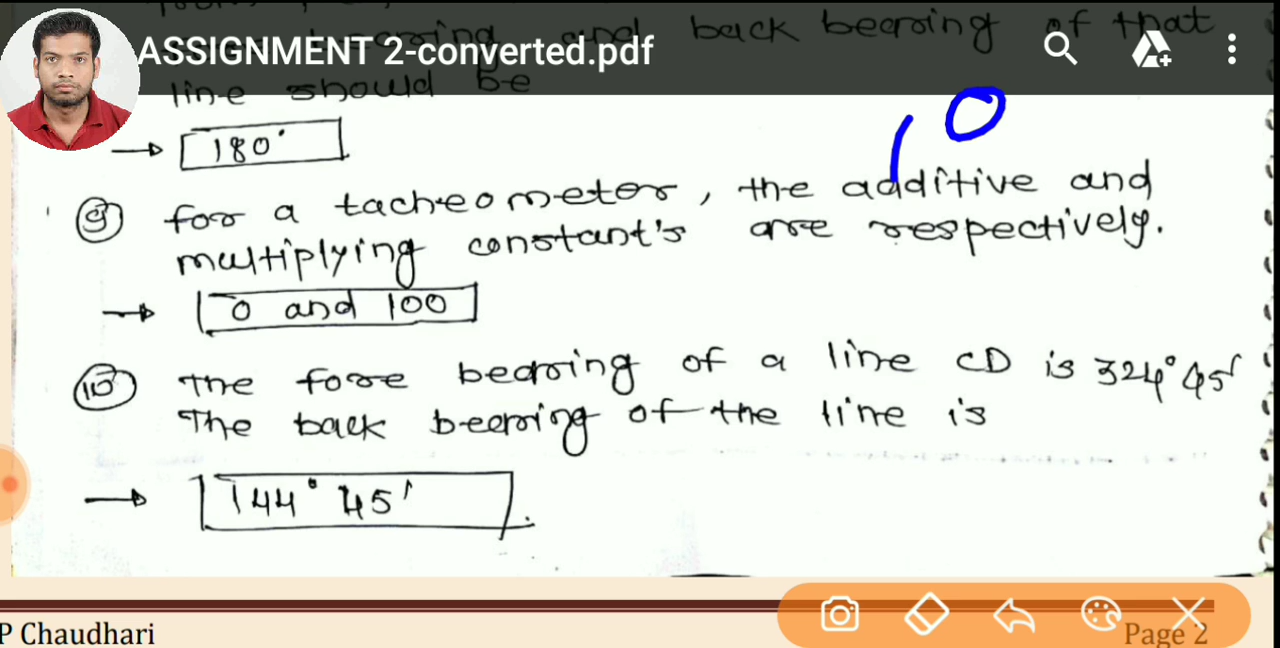 back bearing of that
ASSIGNMENT 2-converted.pdf
line should be
180°
9 for a tacheometer, the additive and
multiplying constant's are respectively.
0 and 100
10 The fore bearing of a line CD is 324° 45'
The back bearing of the line is
144° 45'
P Chaudhari
Page 2